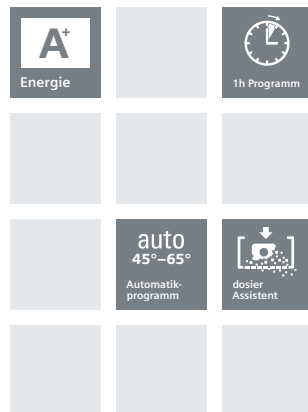 A+
Energie
1h Programm
auto
45°–65°
Automatik-
programm
dosier
Assistent